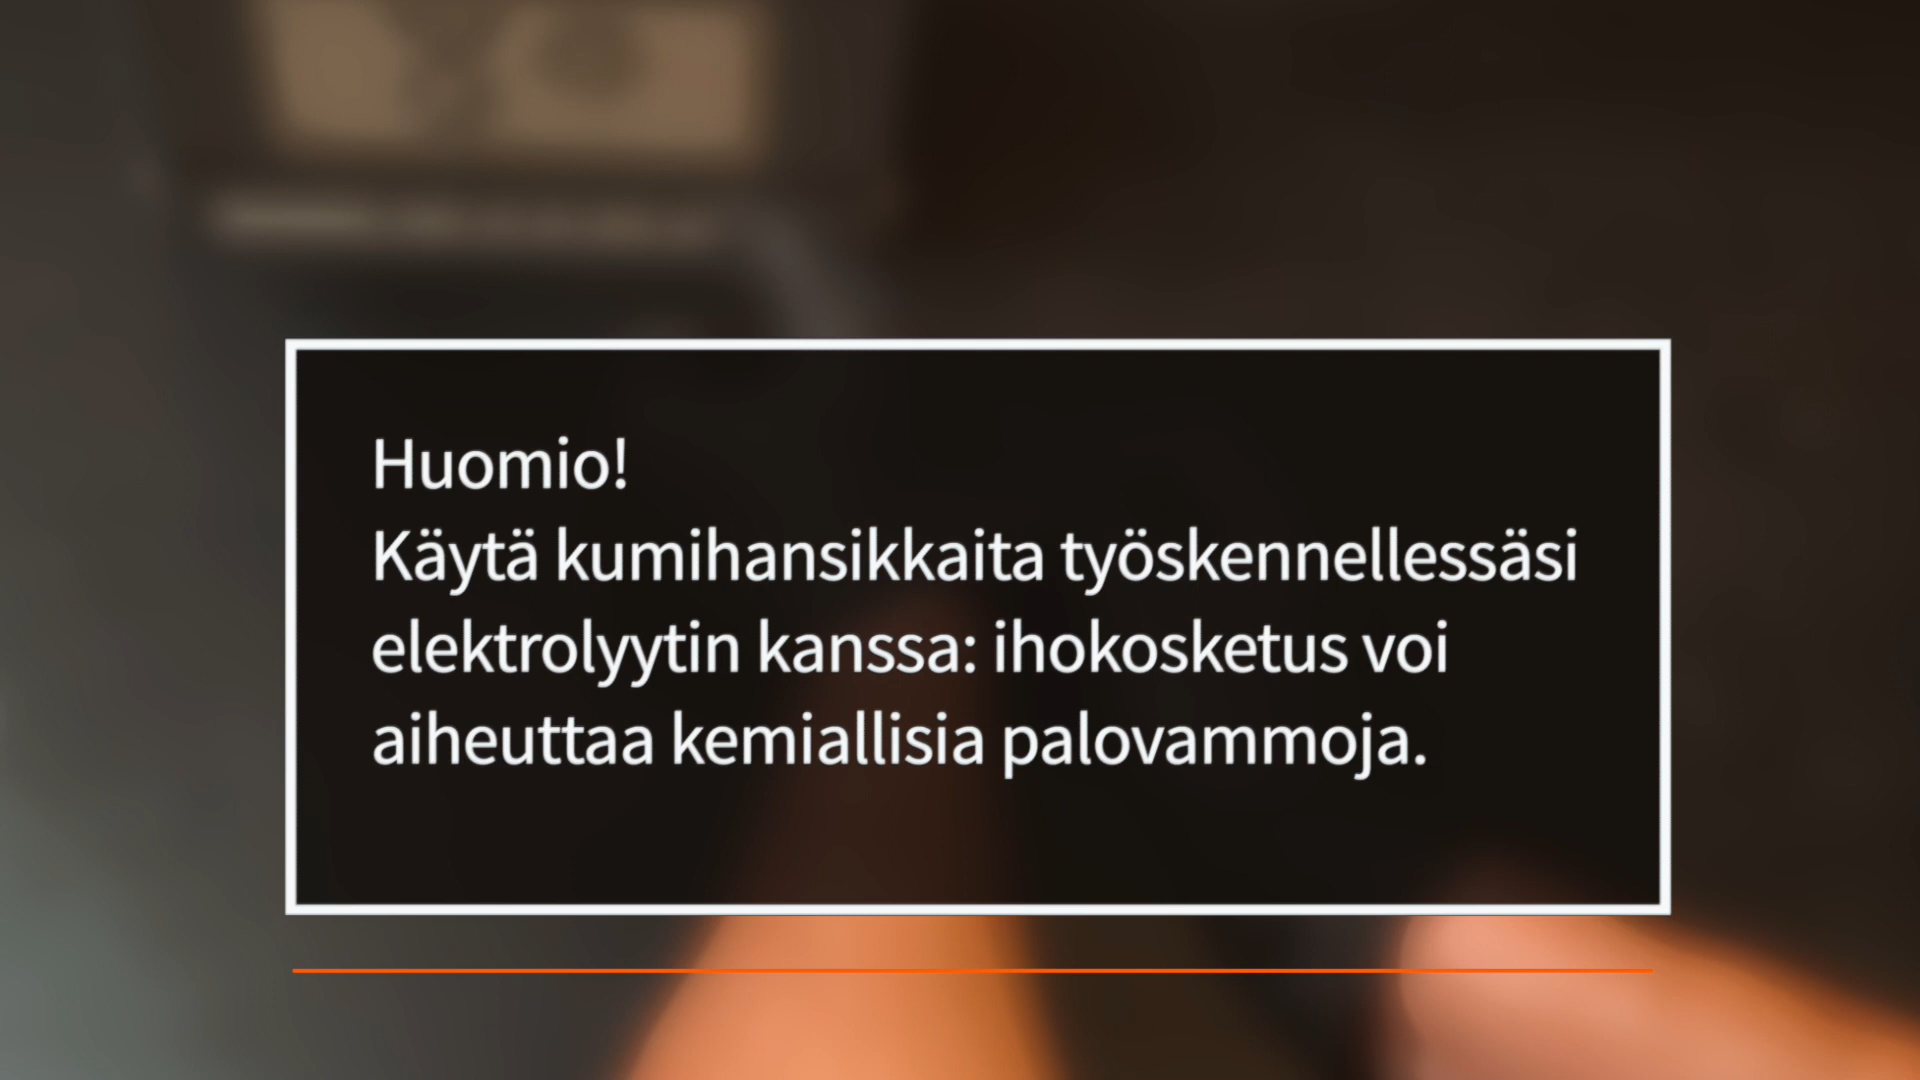 Huomio!
Käytä kumihansikkaita työskennellessäsi
elektrolyytin kanssa: ihokosketus voi
aiheuttaa kemiallisia palovammoja.